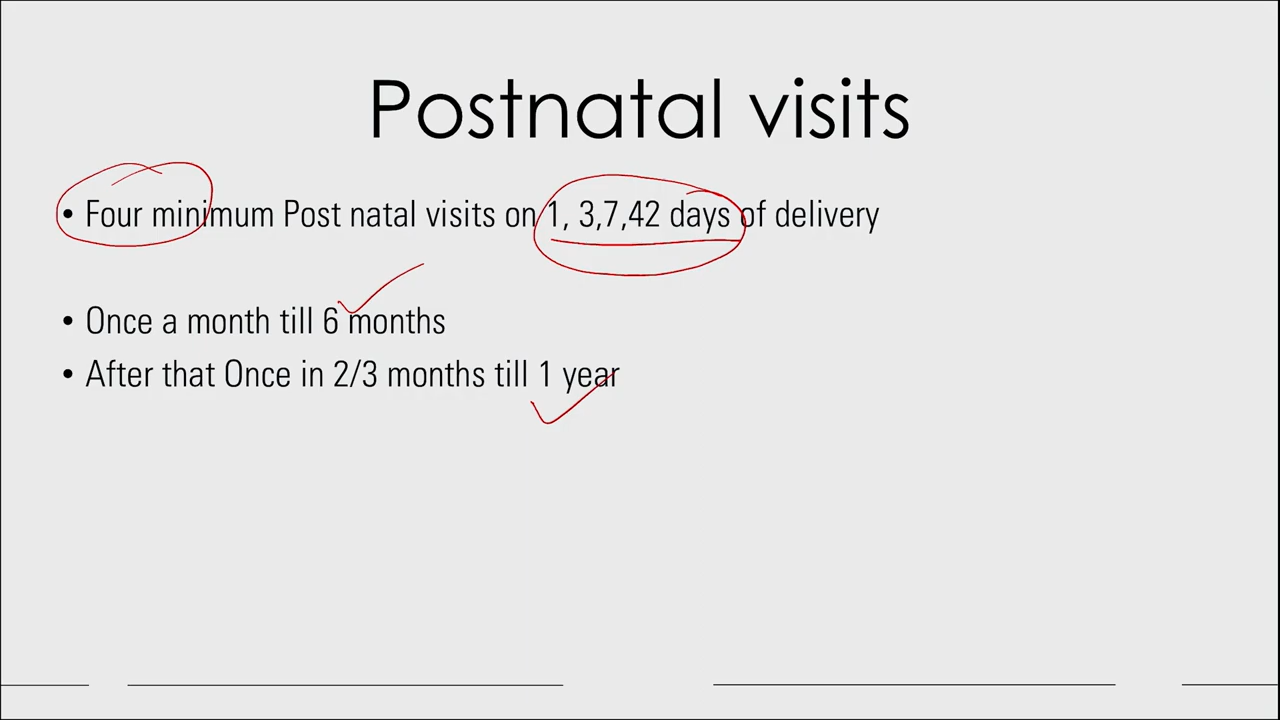 Postnatal visits
• Four minimum Post natal visits on 1, 3,7,42 days of delivery
• Once a month till 6 months
• After that Once in 2/3 months till 1 year